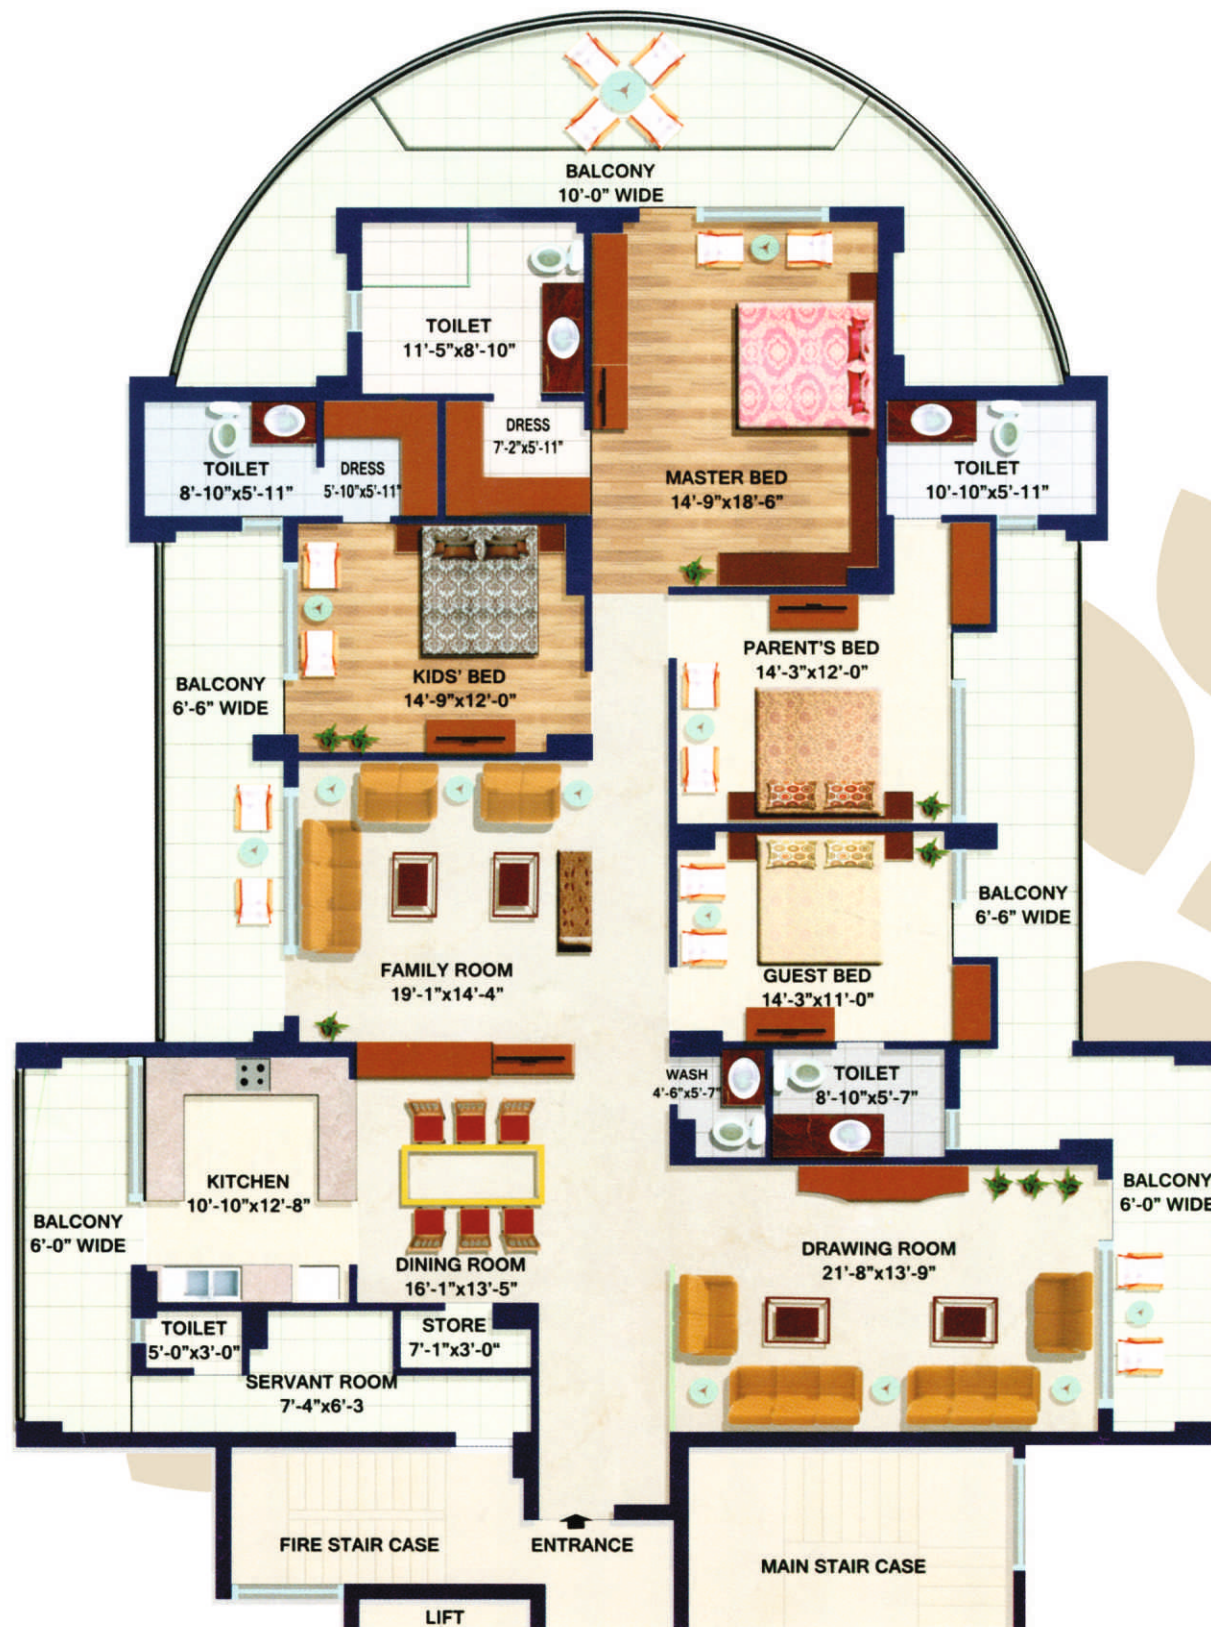 BALCONY
10'-0" WIDE
TOILET
11'-5"x8'-10"
DRESS
7'-2"x5'-11"
TOILET
8'-10"x5'-11"
DRESS
5'-10"x5'-11"
MASTER BED
14'-9"x18'-6"
TOILET
10'-10"x5'-11"
KIDS' BED
14'-9"x12'-0"
PARENT'S BED
14'-3"x12'-0"
BALCONY
6'-6" WIDE
BALCONY
6'-6" WIDE
FAMILY ROOM
19'-1"x14'-4"
GUEST BED
14'-3"x11'-0"
WASH
4'-6"x5'-7"
TOILET
8'-10"x5'-7"
KITCHEN
10'-10"x12'-8"
BALCONY
6'-0" WIDE
BALCONY
6'-0" WIDE
DINING ROOM
16'-1"x13'-5"
DRAWING ROOM
21'-8"x13'-9"
TOILET
5'-0"x3'-0"
STORE
7'-1"x3'-0"
SERVANT ROOM
7'-4"x6'-3
FIRE STAIR CASE
ENTRANCE
MAIN STAIR CASE
LIFT